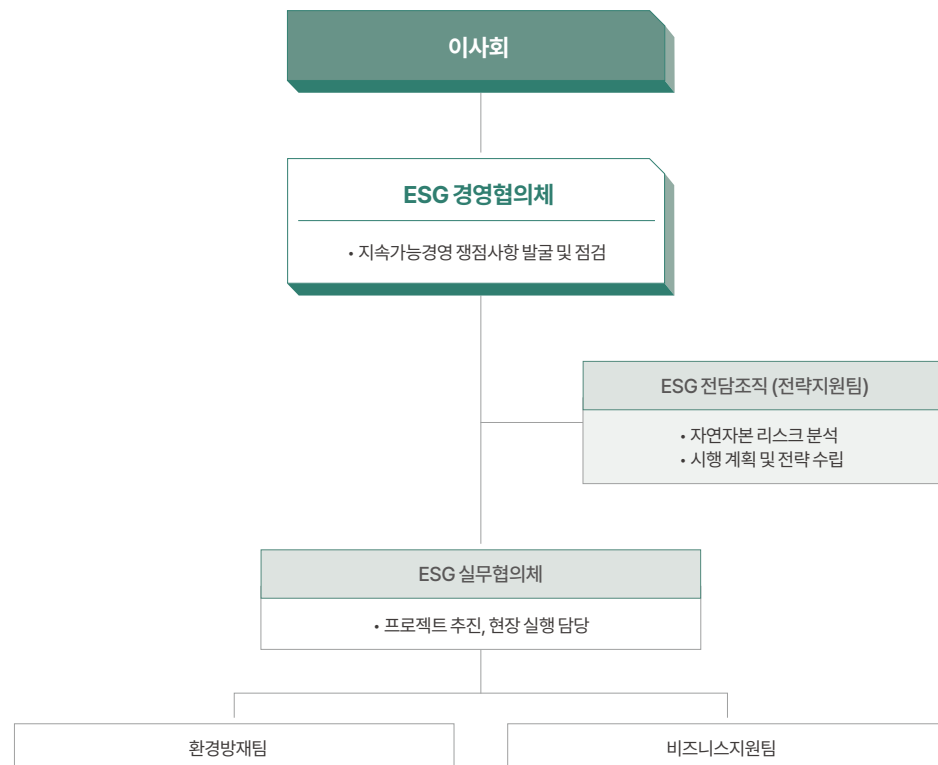 이사회
ESG 경영협의체
• 지속가능경영 쟁점사항 발굴 및 점검
ESG 전담조직 (전략지원팀)
• 자연자본 리스크 분석
• 시행 계획 및 전략 수립
ESG 실무협의체
• 프로젝트 추진, 현장 실행 담당
환경방재팀
비즈니스지원팀